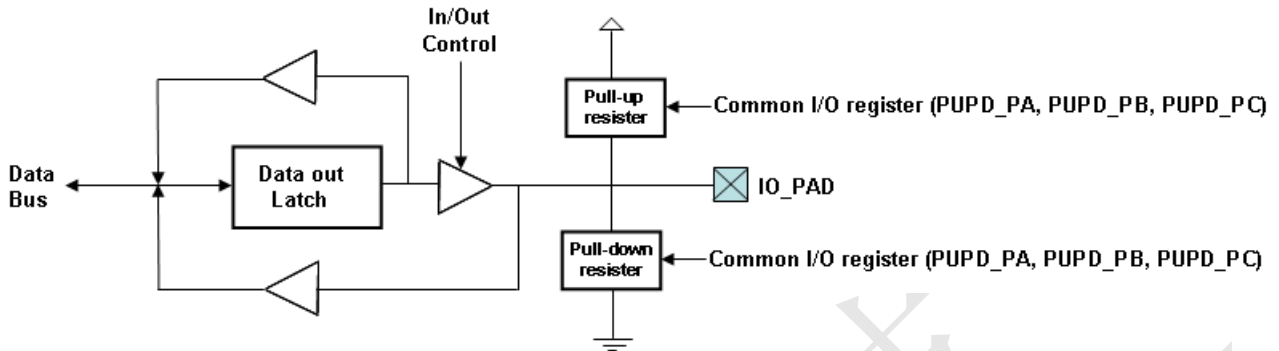 In/Out
Control
Pull-up
resister
Common I/O register (PUPD_PA, PUPD_PB, PUPD_PC)
Data
Bus
Data out
Latch
IO_PAD
Pull-down
resister
Common I/O register (PUPD_PA, PUPD_PB, PUPD_PC)